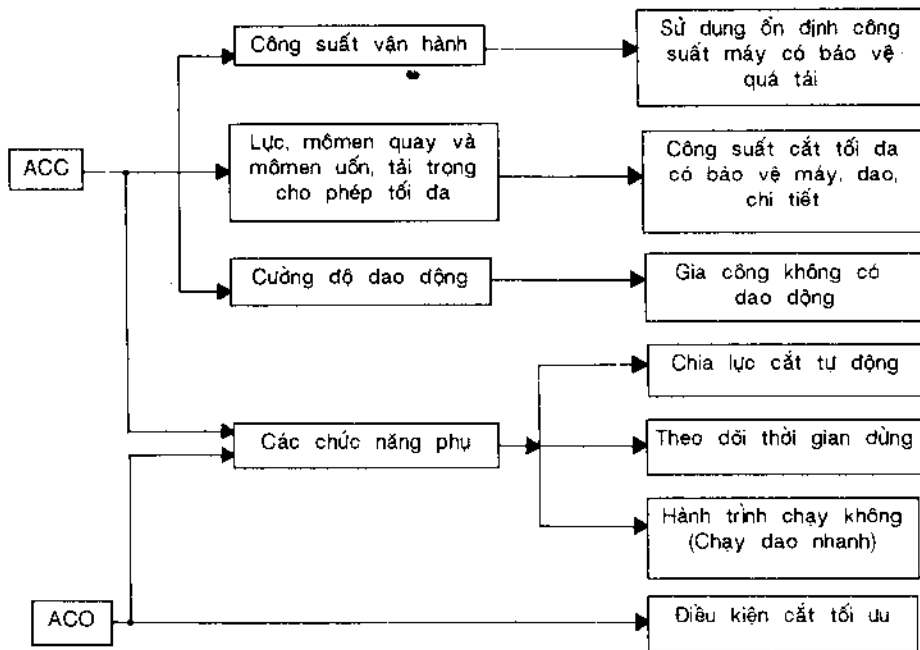 Công suất vận hành
Sử dụng ổn định công
suất máy có bảo vệ
quá tải
ACC
Lực, mômen quay và
mômen uốn, tải trọng
cho phép tối đa
Công suất cắt tối đa
có bảo vệ máy, dao,
chi tiết
Cường độ dao động
Gia công không có
dao động
Chia lực cắt tự động
Các chức năng phụ
Theo dõi thời gian dừng
Hành trình chạy không
(Chạy dao nhanh)
ACO
Điều kiện cắt tối ưu